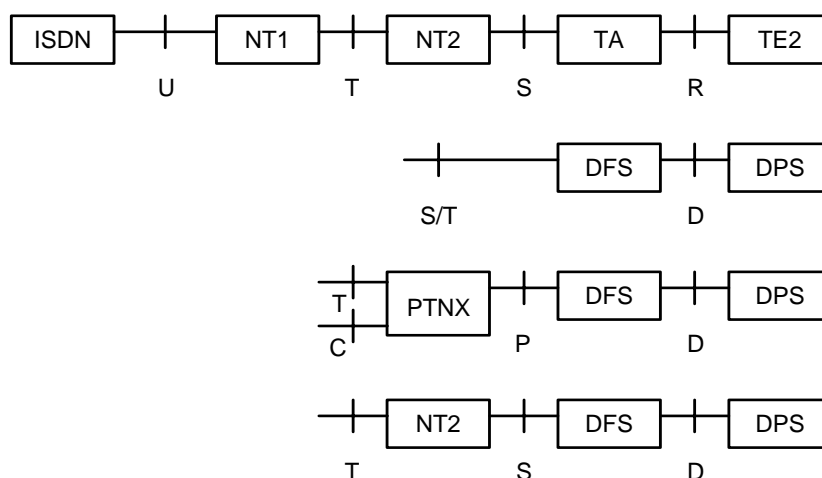 ISDN NT1 NT2 TA TE2
U T S R
DFS DPS
S/T D
T PTNX DFS DPS
C P D
NT2 DFS DPS
T S D